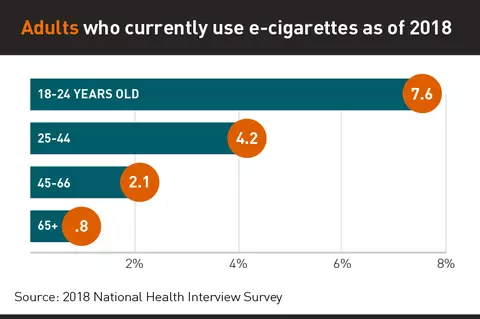 Adults who currently use e-cigarettes as of 2018
18-24 YEARS OLD 7.6
25-44 4.2
45-66 2.1
65+ .8
2% 4% 6% 8%
Source: 2018 National Health Interview Survey